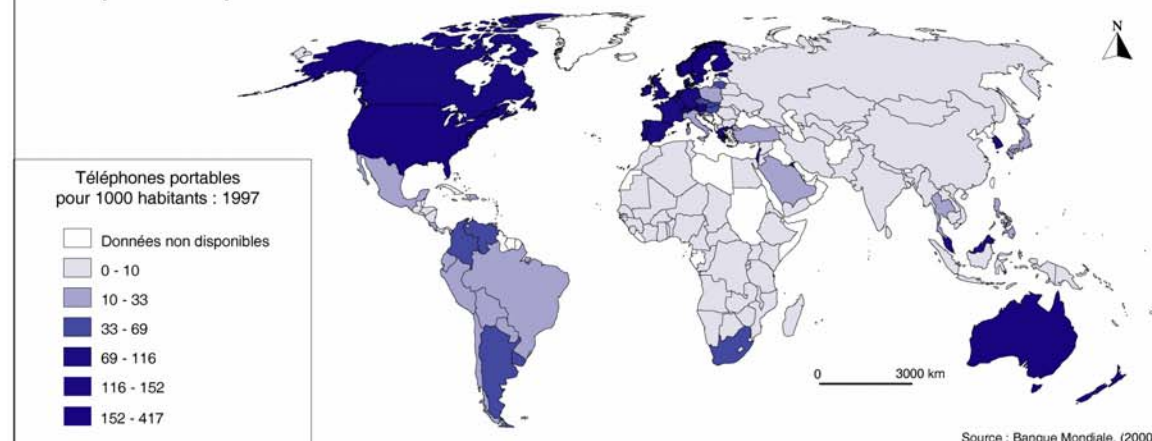 N
Téléphones portables
pour 1000 habitants : 1997
Données non disponibles
0 - 10
10 - 33
33 - 69
69 - 116
116 - 152
152 - 417
0 3000 km
Source : Banque Mondiale, (2000